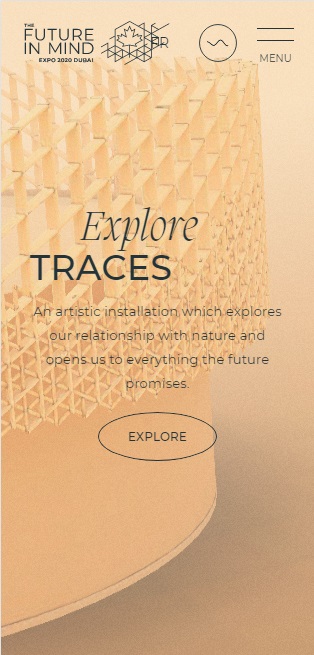 THE
FUTURE
IN MIND
EXPO 2020 DUBAI
FR
MENU
Explore
TRACES
An artistic installation which explores
our relationship with nature and
opens us to everything the future
promises.
EXPLORE